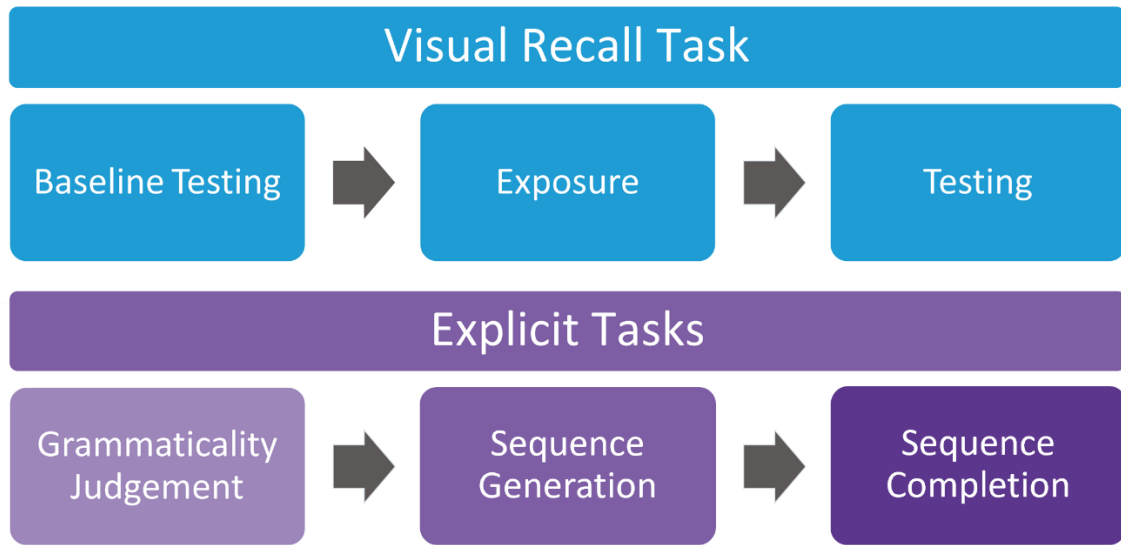 Visual Recall Task
Baseline Testing
Exposure
Testing
Explicit Tasks
Grammaticality
Judgement
Sequence
Generation
Sequence
Completion